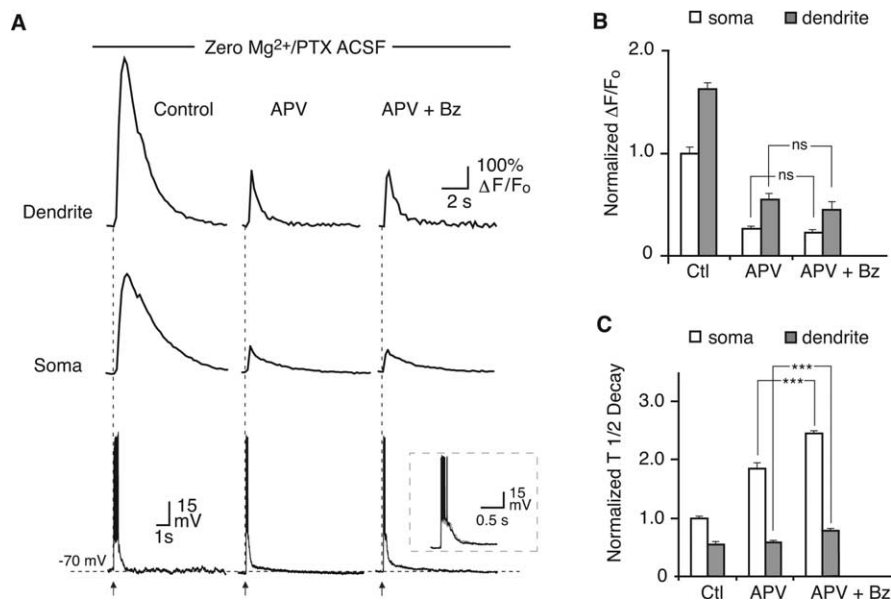 A
Zero Mg2+/PTX ACSF
Control
APV
APV + Bz
100%
ΔF/Fo
2 s
Dendrite
Soma
15
mV
1s
15
mV
0.5 s
-70 mV
B
soma
dendrite
Normalized ΔF/Fo
2.0
1.0
0
ns
ns
Ctl
APV
APV + Bz
C
soma
dendrite
Normalized T 1/2 Decay
3.0
2.0
1.0
0
***
***
Ctl
APV
APV + Bz